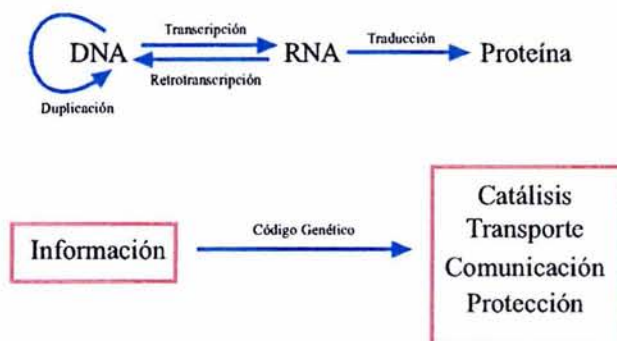 Transcripción
DNA RNA Traducción Proteína
Retrotranscripción
Duplicación
Información
Código Genético
Catálisis
Transporte
Comunicación
Protección